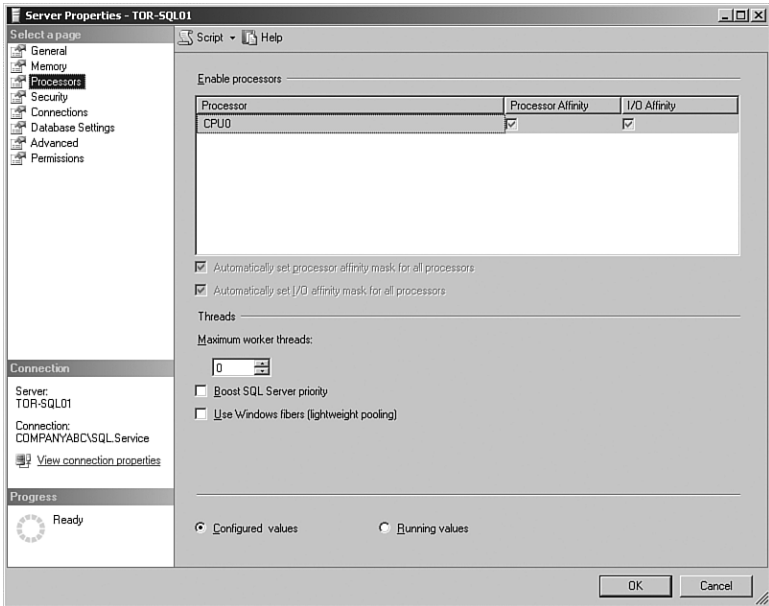 Server Properties - TOR-SQL01
Select a page
General
Memory
Processors
Security
Connections
Database Settings
Advanced
Permissions
Script
Help
Enable processors
Processor Processor Affinity I/O Affinity
CPU0
Automatically set processor affinity mask for all processors
Automatically set I/O affinity mask for all processors
Threads
Maximum worker threads:
0
Boost SQL Server priority
Use Windows fibers (lightweight pooling)
Connection
Server:
TOR-SQL01
Connection:
COMPANYABC\SQL.Service
View connection properties
Progress
Ready
Configured values
Running values
OK
Cancel